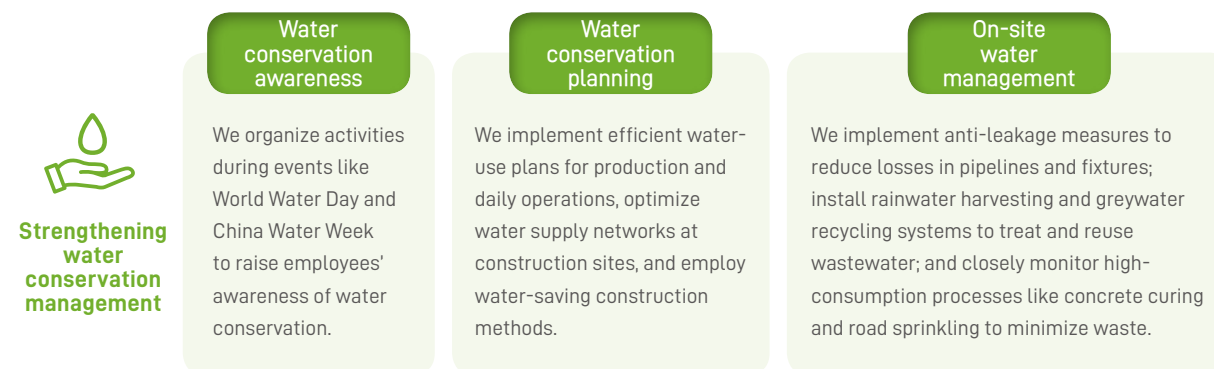 Strengthening
water
conservation
management
Water
conservation
awareness
We organize activities
during events like
World Water Day and
China Water Week
to raise employees'
awareness of water
conservation.
Water
conservation
planning
We implement efficient water-
use plans for production and
daily operations, optimize
water supply networks at
construction sites, and employ
water-saving construction
methods.
On-site
water
management
We implement anti-leakage measures to
reduce losses in pipelines and fixtures;
install rainwater harvesting and greywater
recycling systems to treat and reuse
wastewater; and closely monitor high-
consumption processes like concrete curing
and road sprinkling to minimize waste.